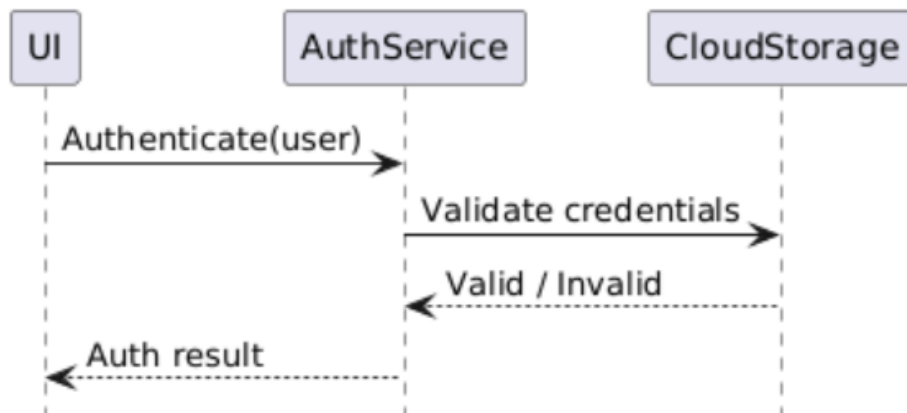 UI
AuthService
CloudStorage
Authenticate(user)
Validate credentials
Valid / Invalid
Auth result